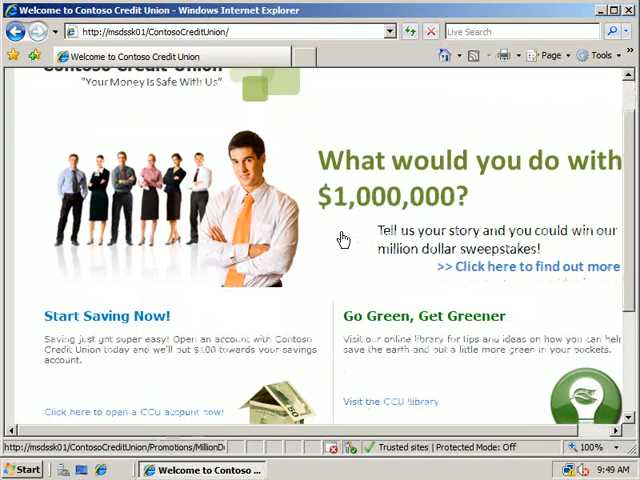 Welcome to Contoso Credit Union - Windows Internet Explorer
http://msdssk01/ContosoCreditUnion/
Live Search
Welcome to Contoso Credit Union
Page
Tools
Contoso Credit Union
"Your Money Is Safe With Us"
What would you do with
$1,000,000?
Tell us your story and you could win our
million dollar sweepstakes!
>> Click here to find out more
Start Saving Now!
Saving just got super easy! Open an account with Contoso
Credit Union today and we'll put $100 towards your savings
account.
Click here to open a CCU account now!
Go Green, Get Greener
Visit our online library for tips and ideas on how you can help
save the earth and put a little more green in your pockets.
Visit the CCU library
50
http://msdssk01/ContosoCreditUnion/Promotions/MillionD
Trusted sites | Protected Mode: Off
100%
Start
Welcome to Contoso ...
9:49 AM